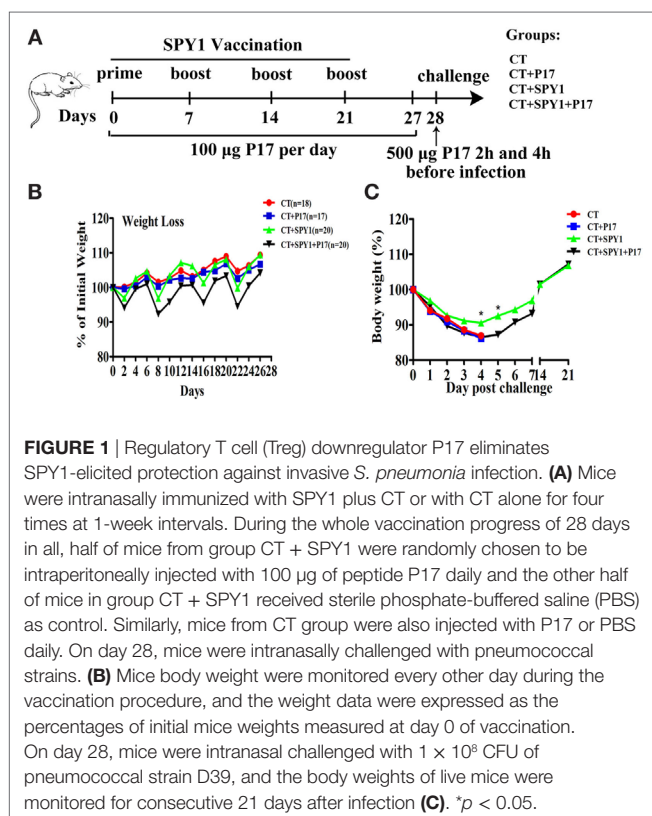 A
SPY1 Vaccination
prime boost boost boost challenge
Days 0 7 14 21 27 28
100 µg P17 per day
500 µg P17 2h and 4h
before infection
Groups:
CT
CT+P17
CT+SPY1
CT+SPY1+P17
B
Weight Loss
CT(n=18)
CT+P17(n=17)
CT+SPY1(n=20)
CT+SPY1+P17(n=20)
% of Initial Weight
120
110
100
90
80
0 2 4 6 8 10 12 14 16 18 20 22 24 26 28
Days
C
CT
CT+P17
CT+SPY1
CT+SPY1+P17
Body weight (%)
120
110
100
90
80
* *
0 1 2 3 4 5 6 7 14 21
Day post challenge
FIGURE 1 | Regulatory T cell (Treg) downregulator P17 eliminates
SPY1-elicited protection against invasive S. pneumonia infection. (A) Mice
were intranasally immunized with SPY1 plus CT or with CT alone for four
times at 1-week intervals. During the whole vaccination progress of 28 days
in all, half of mice from group CT + SPY1 were randomly chosen to be
intraperitoneally injected with 100 µg of peptide P17 daily and the other half
of mice in group CT + SPY1 received sterile phosphate-buffered saline (PBS)
as control. Similarly, mice from CT group were also injected with P17 or PBS
daily. On day 28, mice were intranasally challenged with pneumococcal
strains. (B) Mice body weight were monitored every other day during the
vaccination procedure, and the weight data were expressed as the
percentages of initial mice weights measured at day 0 of vaccination.
On day 28, mice were intranasal challenged with 1 × 10⁸ CFU of
pneumococcal strain D39, and the body weights of live mice were
monitored for consecutive 21 days after infection (C). *p < 0.05.